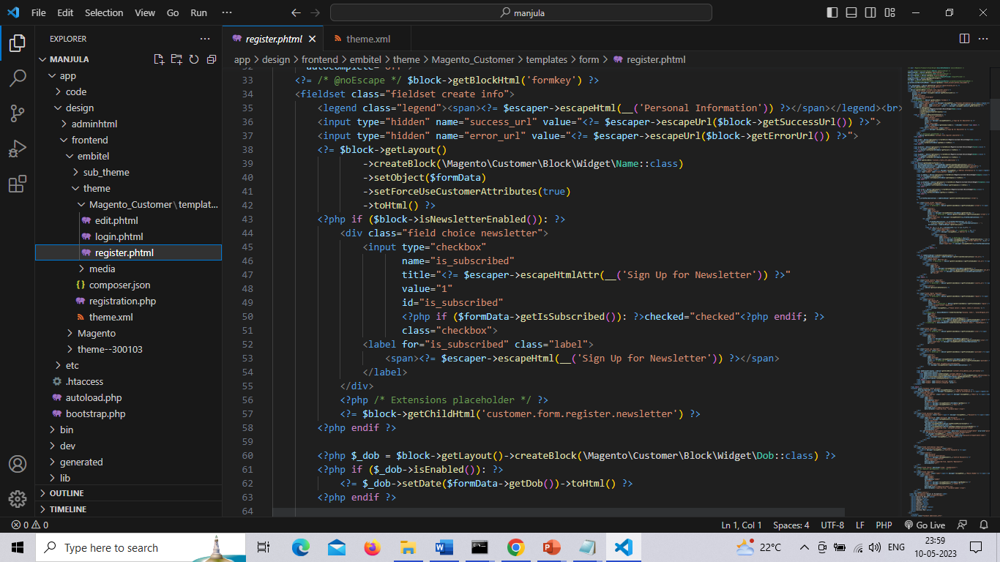 File Edit Selection View Go Run ···
manjula
EXPLORER
MANJULA
app
code
design
adminhtml
frontend
embitel
sub_theme
theme
Magento_Customer\templat...
edit.phtml
login.phtml
register.phtml
media
composer.json
registration.php
theme.xml
Magento
theme--300103
etc
.htaccess
autoload.php
bootstrap.php
bin
dev
generated
lib
OUTLINE
TIMELINE
register.phtml theme.xml
app > design > frontend > embitel > theme > Magento_Customer > templates > form > register.phtml
32 autocomplete="off">
33 <?= /* @noEscape */ $block->getBlockHtml('formkey') ?>
34 <fieldset class="fieldset create info">
35 <legend class="legend"><span><?= $escaper->escapeHtml(__('Personal Information')) ?></span></legend><br>
36 <input type="hidden" name="success_url" value="<?= $escaper->escapeUrl($block->getSuccessUrl()) ?>">
37 <input type="hidden" name="error_url" value="<?= $escaper->escapeUrl($block->getErrorUrl()) ?>">
38 <?= $block->getLayout()
39 ->createBlock(\Magento\Customer\Block\Widget\Name::class)
40 ->setObject($formData)
41 ->setForceUseCustomerAttributes(true)
42 ->toHtml() ?>
43 <?php if ($block->isNewsletterEnabled()): ?>
44 <div class="field choice newsletter">
45 <input type="checkbox"
46 name="is_subscribed"
47 title="<?= $escaper->escapeHtmlAttr(__('Sign Up for Newsletter')) ?>"
48 value="1"
49 id="is_subscribed"
50 <?php if ($formData->getIsSubscribed()): ?>checked="checked"<?php endif; ?>
51 class="checkbox">
52 <label for="is_subscribed" class="label">
53 <span><?= $escaper->escapeHtml(__('Sign Up for Newsletter')) ?></span>
54 </label>
55 </div>
56 <?php /* Extensions placeholder */ ?>
57 <?= $block->getChildHtml('customer.form.register.newsletter') ?>
58 <?php endif ?>
59
60 <?php $_dob = $block->getLayout()->createBlock(\Magento\Customer\Block\Widget\Dob::class) ?>
61 <?php if ($_dob->isEnabled()): ?>
62 <?= $_dob->setDate($formData->getDob())->toHtml() ?>
63 <?php endif ?>
64
0 0 Ln 1, Col 1 Spaces: 4 UTF-8 LF PHP Go Live
Type here to search 22°C ENG 23:59
10-05-2023